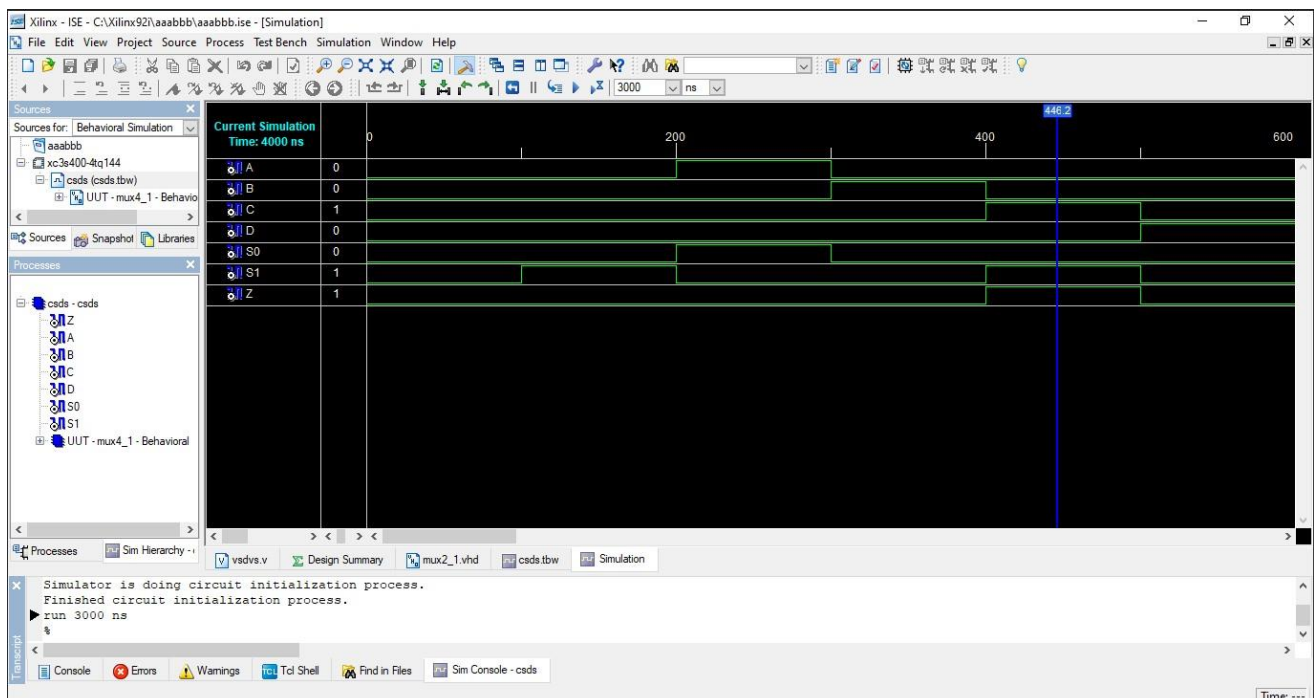 Xilinx - ISE - C:\Xilinx92i\aaabbb\aaabbb.ise - [Simulation]
File Edit View Project Source Process Test Bench Simulation Window Help
3000 ns
Sources
Sources for: Behavioral Simulation
aaabbb
xc3s400-4tq144
csds (csds.tbw)
UUT - mux4_1 - Behavio
Sources Snapshot Libraries
Processes
csds - csds
Z
A
B
C
D
S0
S1
UUT - mux4_1 - Behavioral
Processes Sim Hierarchy -
Current Simulation
Time: 4000 ns
446.2
0 200 400 600
A 0
B 0
C 1
D 0
S0 0
S1 1
Z 1
vsdvs.v Design Summary mux2_1.vhd csds.tbw Simulation
Simulator is doing circuit initialization process.
Finished circuit initialization process.
run 3000 ns
%
Transcript
Console Errors Warnings Tcl Shell Find in Files Sim Console - csds
Time: ---